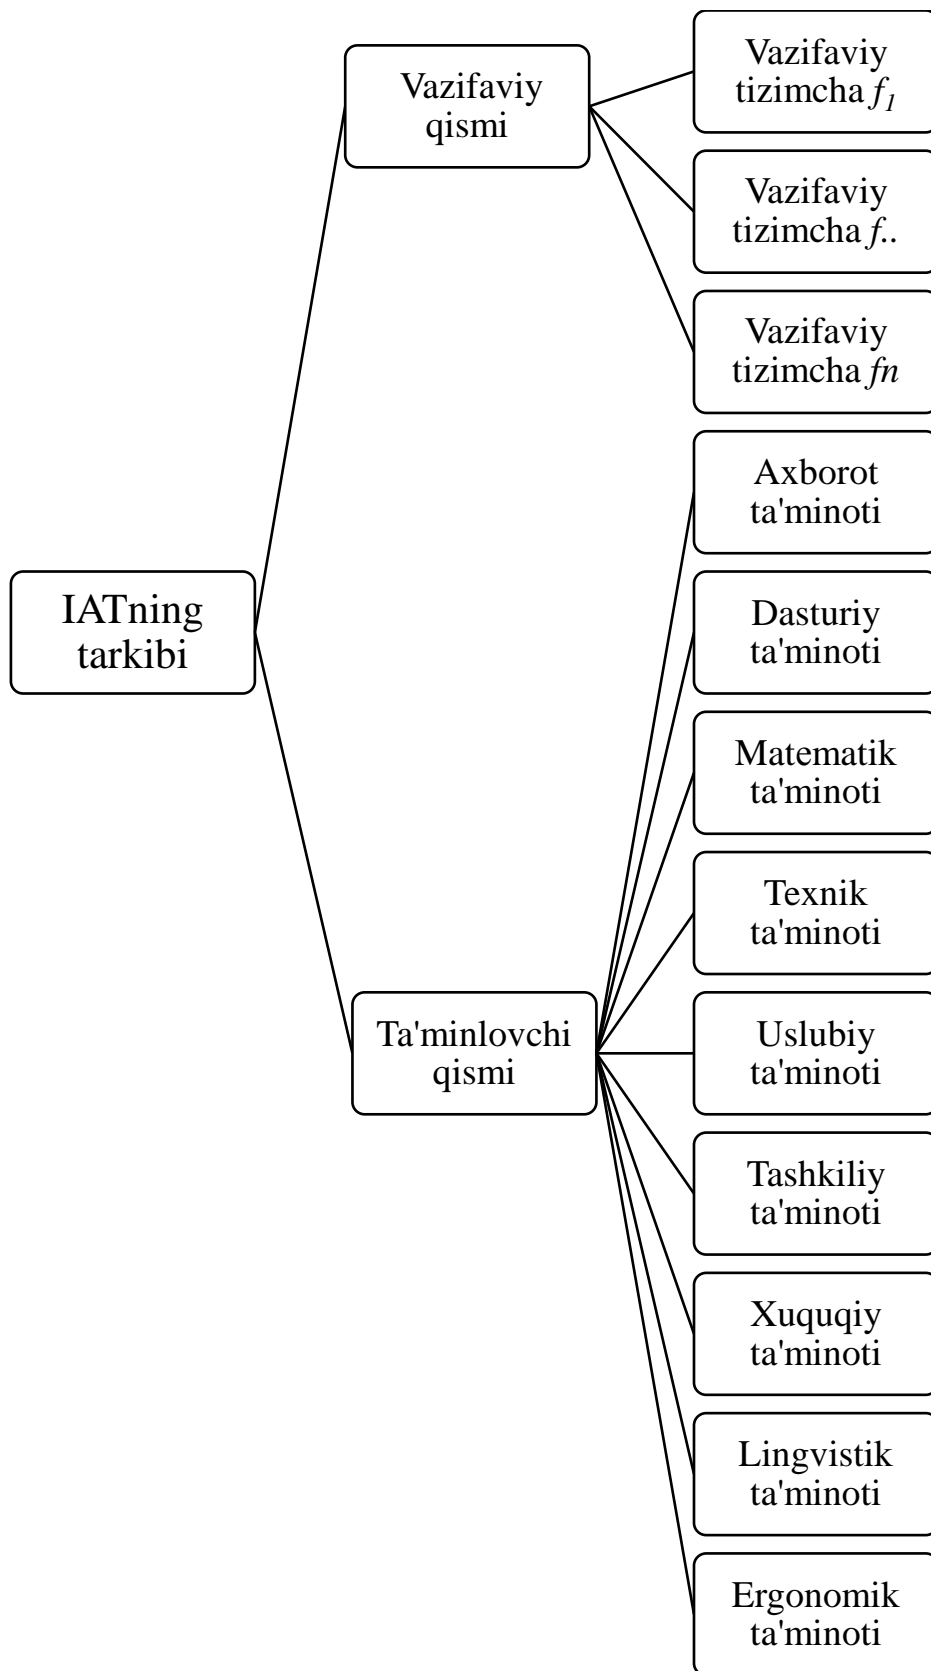 IATning
tarkibi
Vazifaviy
qismi
Vazifaviy
tizimcha f₁
Vazifaviy
tizimcha f..
Vazifaviy
tizimcha fn
Ta'minlovchi
qismi
Axborot
ta'minoti
Dasturiy
ta'minoti
Matematik
ta'minoti
Texnik
ta'minoti
Uslubiy
ta'minoti
Tashkiliy
ta'minoti
Xuquqiy
ta'minoti
Lingvistik
ta'minoti
Ergonomik
ta'minoti